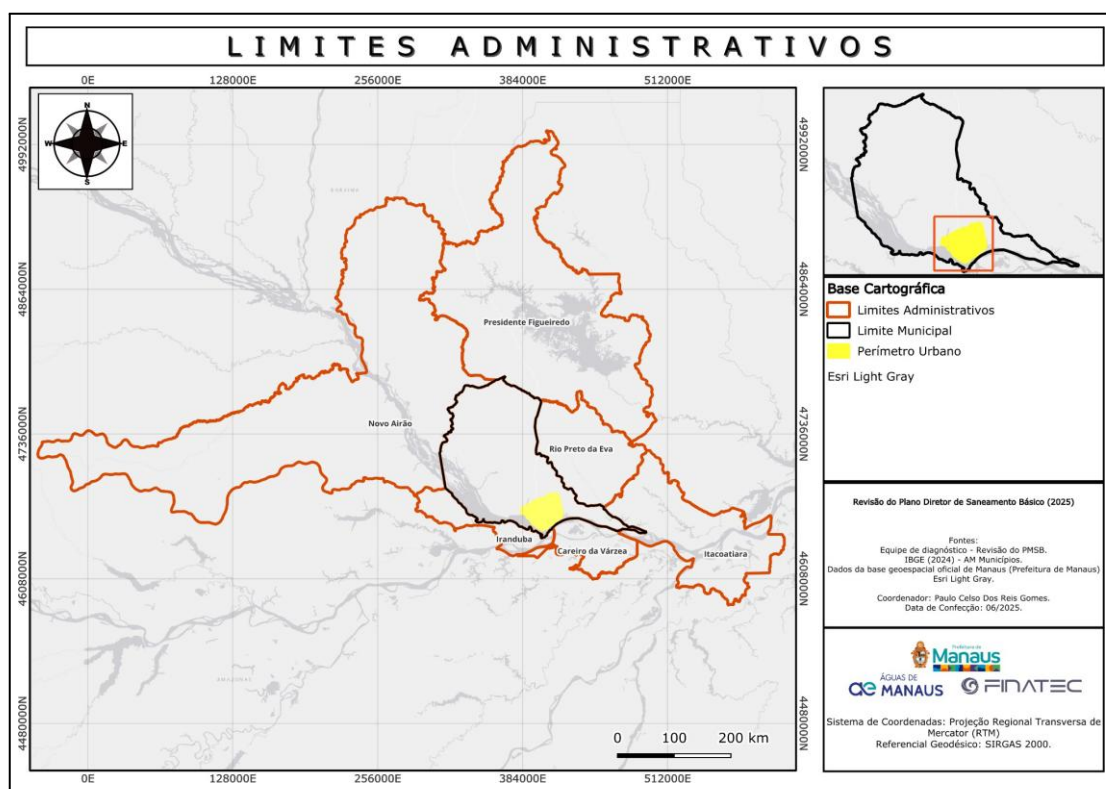 LIMITES ADMINISTRATIVOS
0E 128000E 256000E 384000E 512000E
N
W E
S
4992000N
4864000N
4736000N
4608000N
4480000N
RORAIMA
Presidente Figueiredo
Novo Airão
Rio Preto da Eva
Iranduba
Careiro da Várzea
Itacoatiara
AMAZONAS
0 100 200 km
4992000N
4864000N
4736000N
4608000N
4480000N
0E 128000E 256000E 384000E 512000E
Base Cartográfica
Limites Administrativos
Limite Municipal
Perímetro Urbano
Esri Light Gray
Revisão do Plano Diretor de Saneamento Básico (2025)
Fontes:
Equipe de diagnóstico - Revisão do PMSB.
IBGE (2024) - AM Municípios.
Dados da base geoespacial oficial de Manaus (Prefeitura de Manaus)
Esri Light Gray.
Coordenador: Paulo Celso Dos Reis Gomes.
Data de Confecção: 06/2025.
Prefeitura de
Manaus
ÁGUAS DE
MANAUS
FINATEC
Sistema de Coordenadas: Projeção Regional Transversa de
Mercator (RTM)
Referencial Geodésico: SIRGAS 2000.